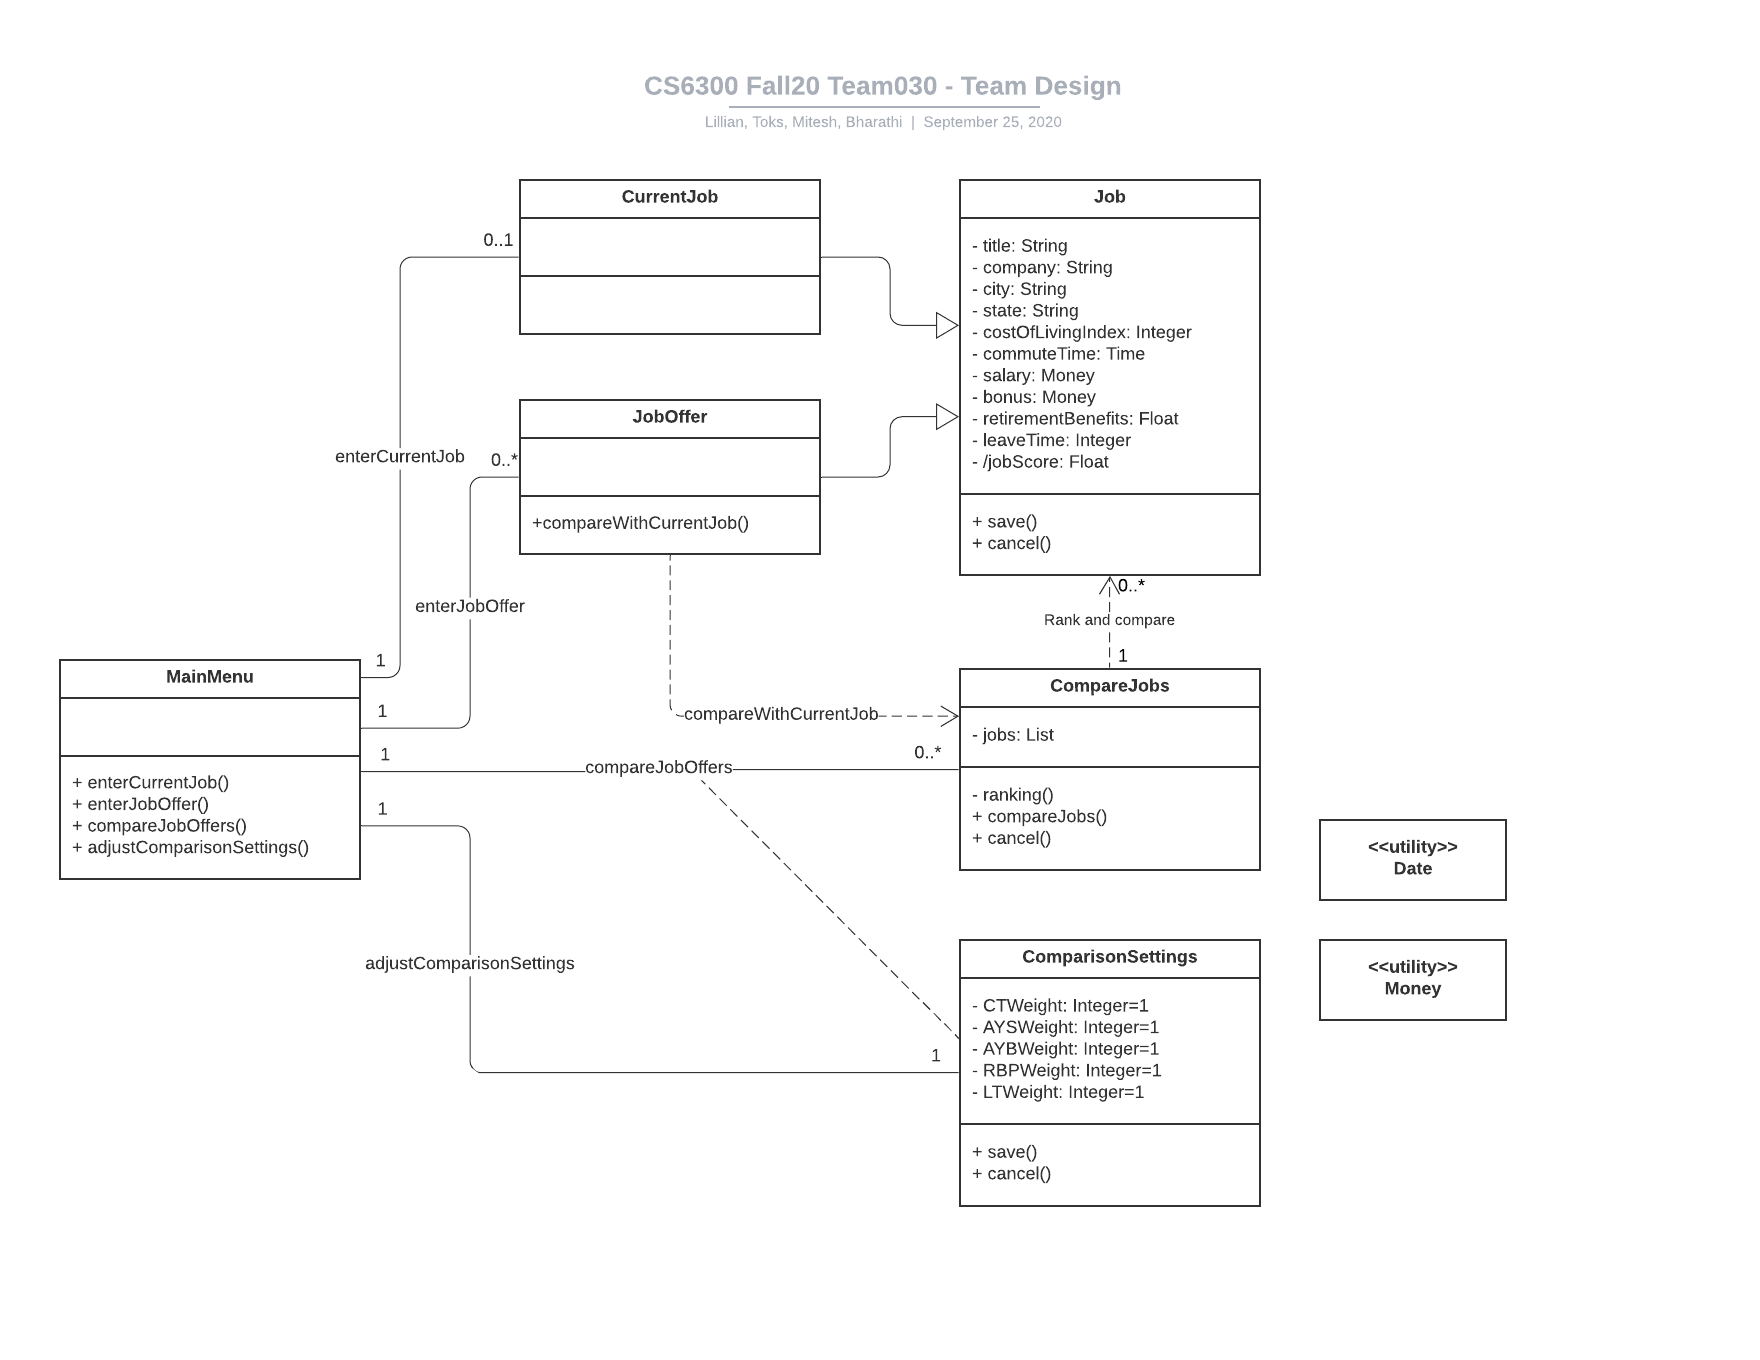 CS6300 Fall20 Team030 - Team Design
Lillian, Toks, Mitesh, Bharathi | September 25, 2020
CurrentJob
0..1
Job
- title: String
- company: String
- city: String
- state: String
- costOfLivingIndex: Integer
- commuteTime: Time
- salary: Money
- bonus: Money
- retirementBenefits: Float
- leaveTime: Integer
- /jobScore: Float
+ save()
+ cancel()
JobOffer
0..*
+compareWithCurrentJob()
enterCurrentJob
enterJobOffer
0..*
Rank and compare
1
MainMenu
1
1
1
1
+ enterCurrentJob()
+ enterJobOffer()
+ compareJobOffers()
+ adjustComparisonSettings()
compareWithCurrentJob
compareJobOffers
0..*
CompareJobs
- jobs: List
- ranking()
+ compareJobs()
+ cancel()
<<utility>>
Date
adjustComparisonSettings
1
ComparisonSettings
- CTWeight: Integer=1
- AYSWeight: Integer=1
- AYBWeight: Integer=1
- RBPWeight: Integer=1
- LTWeight: Integer=1
+ save()
+ cancel()
<<utility>>
Money